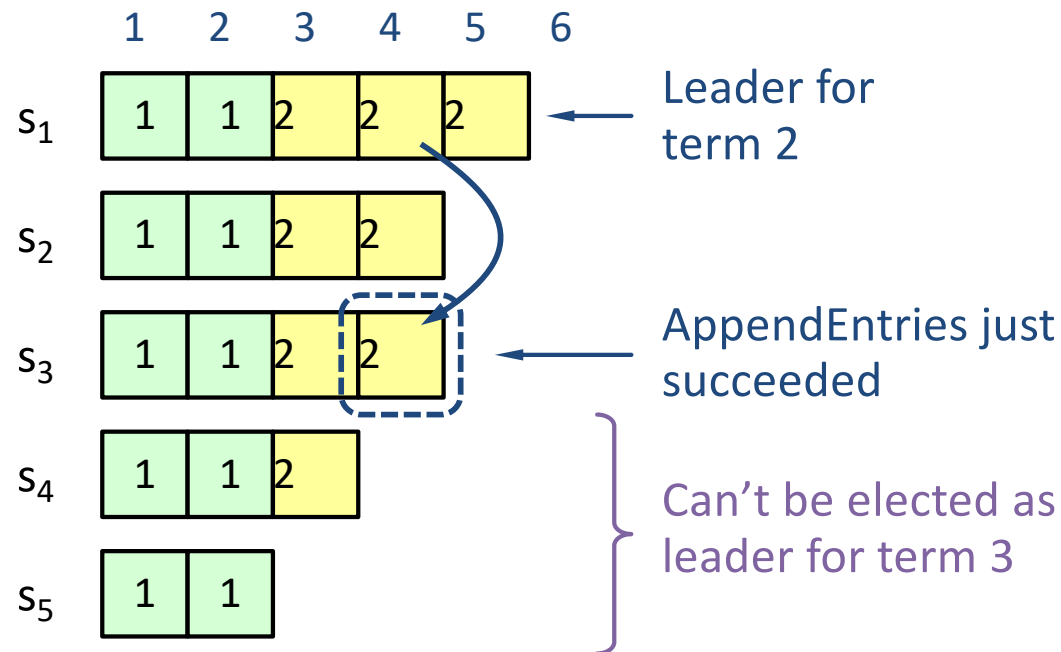 1 2 3 4 5 6
s1 1 1 2 2 2
Leader for
term 2
s2 1 1 2 2
s3 1 1 2 2
AppendEntries just
succeeded
s4 1 1 2
Can’t be elected as
leader for term 3
s5 1 1